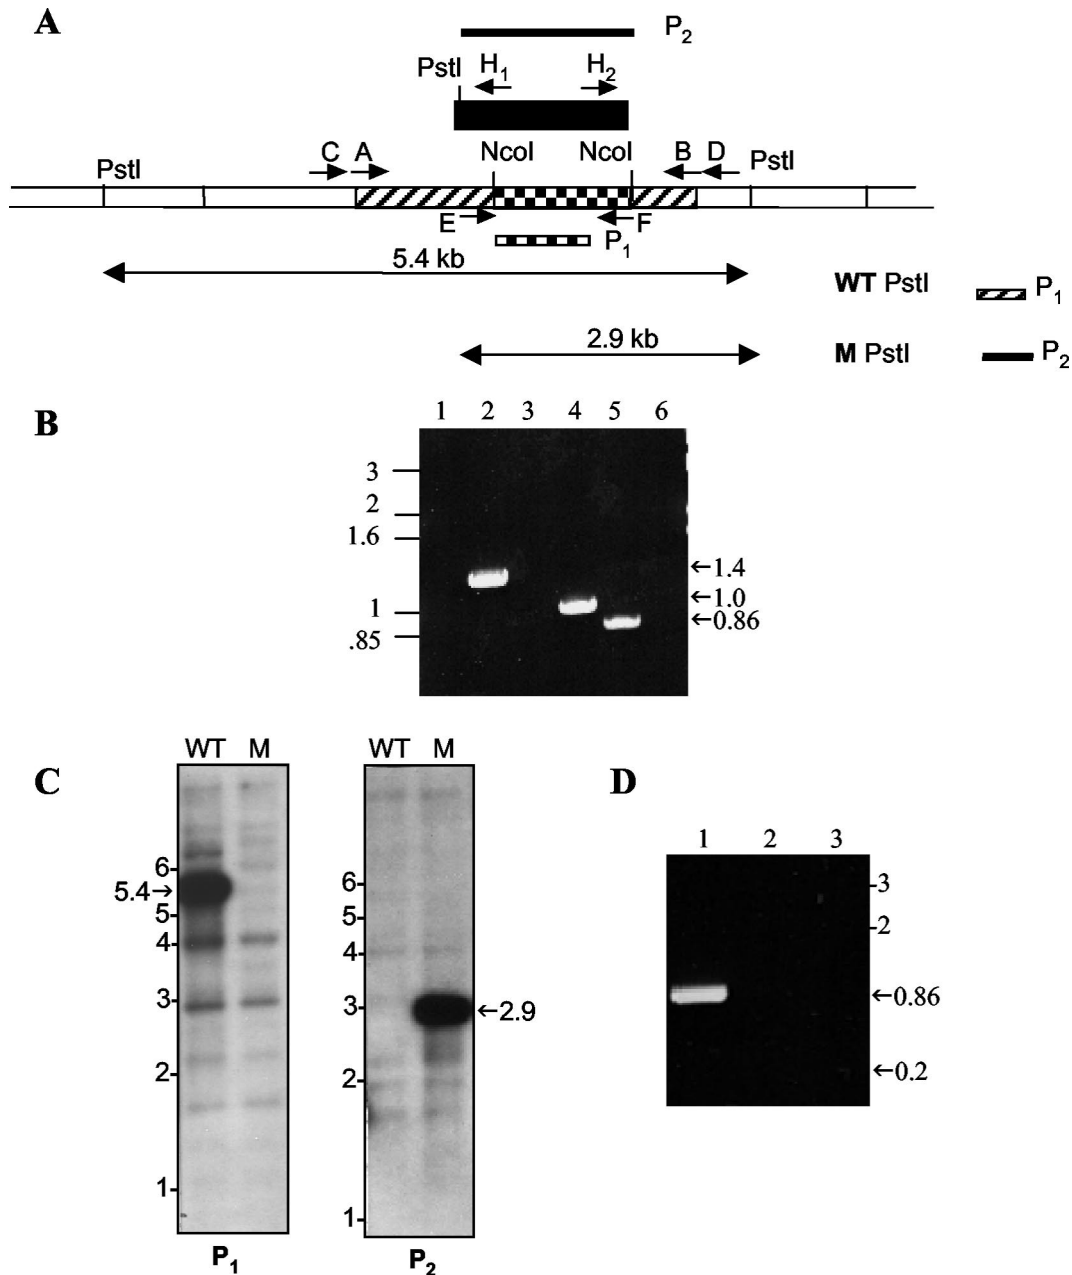 A
P2
PstI H1 H2
C A NcoI NcoI B D PstI
PstI
E F
P1
5.4 kb
WT PstI P1
2.9 kb
M PstI P2
B
1 2 3 4 5 6
3
2
1.6
1
.85
←1.4
←1.0
←0.86
C
WT M
6
5.4→
5
4
3
2
1
P1
WT M
6
5
4
3
2
1
←2.9
P2
D
1 2 3
3
2
←0.86
←0.2